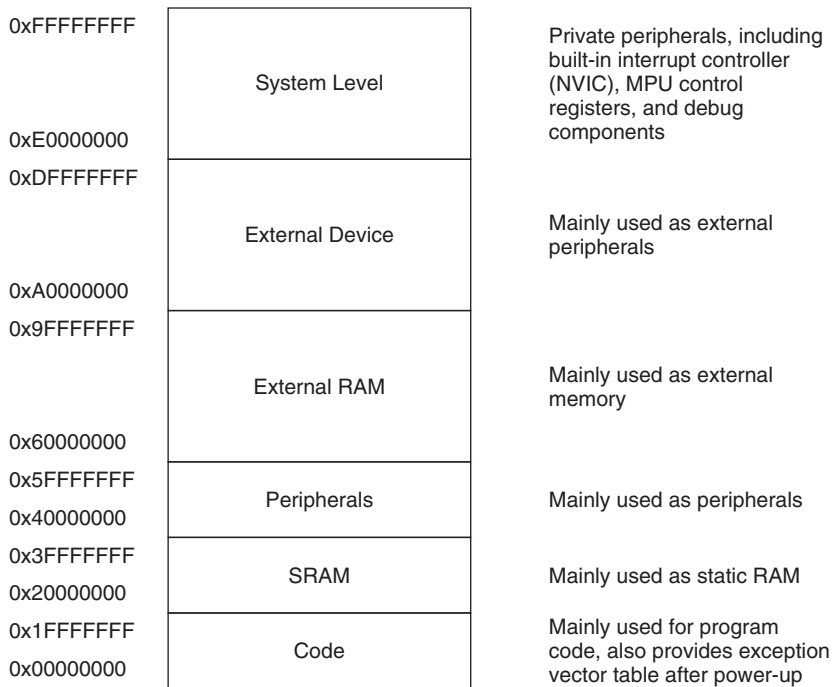 0xFFFFFFFF
System Level
Private peripherals, including
built-in interrupt controller
(NVIC), MPU control
registers, and debug
components
0xE0000000
0xDFFFFFFF
External Device
Mainly used as external
peripherals
0xA0000000
0x9FFFFFFF
External RAM
Mainly used as external
memory
0x60000000
0x5FFFFFFF
Peripherals
Mainly used as peripherals
0x40000000
0x3FFFFFFF
SRAM
Mainly used as static RAM
0x20000000
0x1FFFFFFF
Code
Mainly used for program
code, also provides exception
vector table after power-up
0x00000000